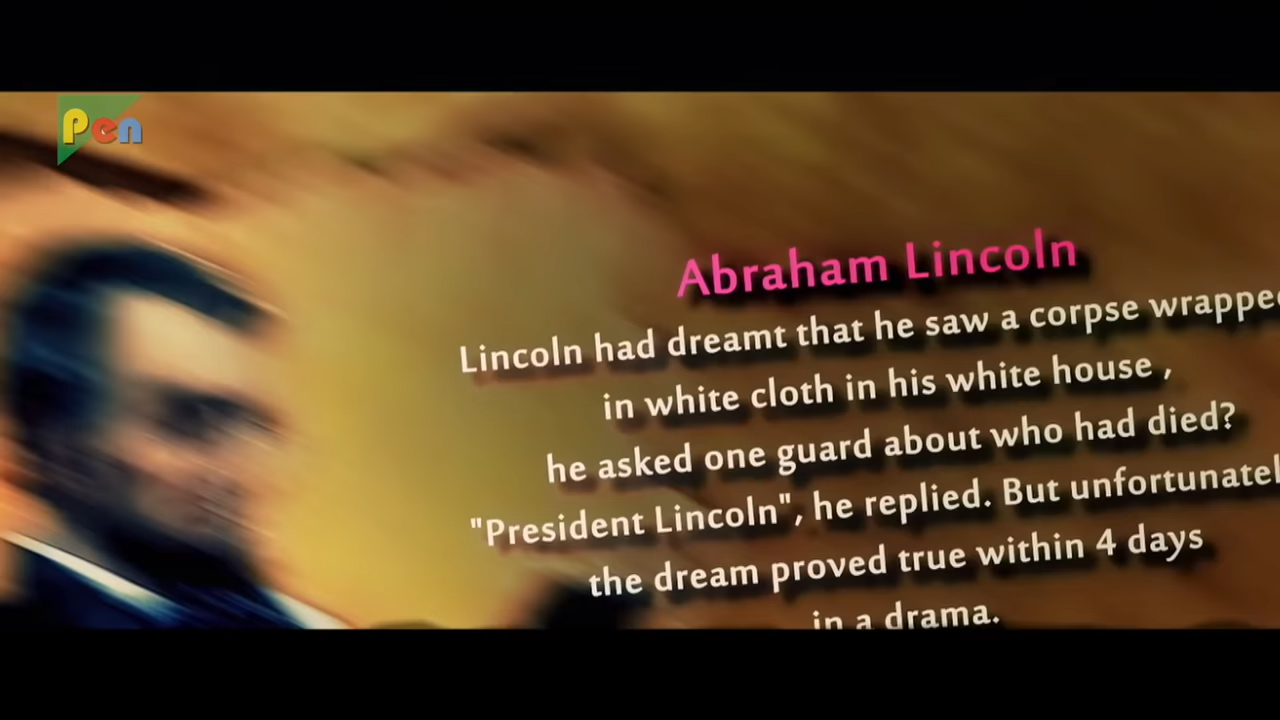 Pen
Abraham Lincoln
Lincoln had dreamt that he saw a corpse wrapped
in white cloth in his white house ,
he asked one guard about who had died?
"President Lincoln", he replied. But unfortunatel
the dream proved true within 4 days
in a drama.